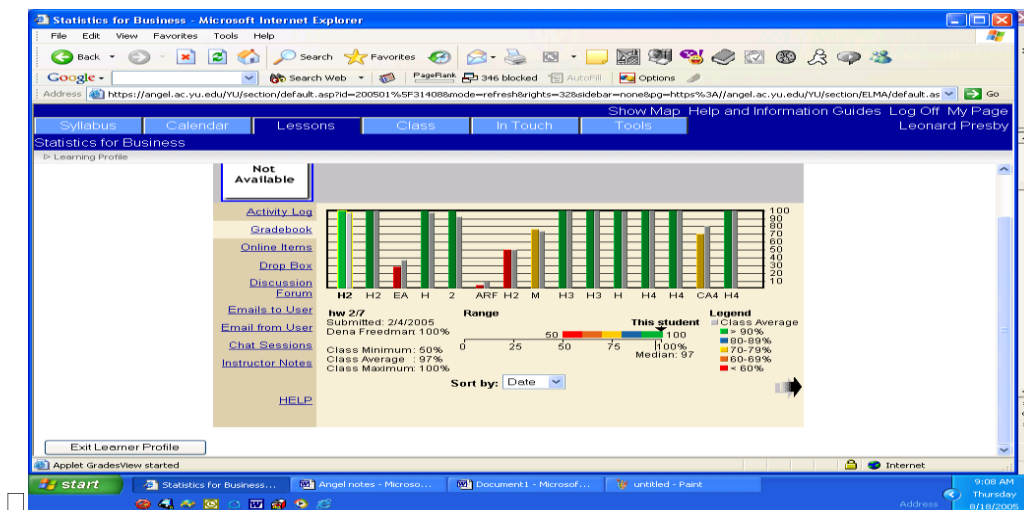 Statistics for Business - Microsoft Internet Explorer
File Edit View Favorites Tools Help
Back Search Favorites
Google Search Web PageRank 346 blocked AutoFill Options
Address https://angel.ac.yu.edu/YU/section/default.asp?id=200501%5F31408&mode=refresh&rights=32&sidebar=none&pg=https%3A//angel.ac.yu.edu/YU/section/ELMA/default.as Go
Show Map Help and Information Guides Log Off My Page
Syllabus Calendar Lessons Class In Touch Tools Leonard Presby
Statistics for Business
Learning Profile
Not
Available
Activity Log
Gradebook
Online Items
Drop Box
Discussion
Forum
Emails to User
Email from User
Chat Sessions
Instructor Notes
HELP
100
90
80
70
60
50
40
30
20
10
H2 H2 EA H 2 ARF H2 M H3 H3 H H4 H4 CA4 H4
hw 2/7 Range This student Legend
Submitted: 2/4/2005
Dena Freedman: 100%
Class Minimum: 50%
Class Average : 97%
Class Maximum: 100%
50 100
0 25 50 75 100%
Median: 97
Class Average
> 90%
80-89%
70-79%
60-69%
< 60%
Sort by: Date
Exit Learner Profile
Applet GradesView started Internet
start Statistics for Business... Angel notes - Microso... Document1 - Microsof... untitled - Paint 9:08 AM
Thursday
Address 8/18/2005